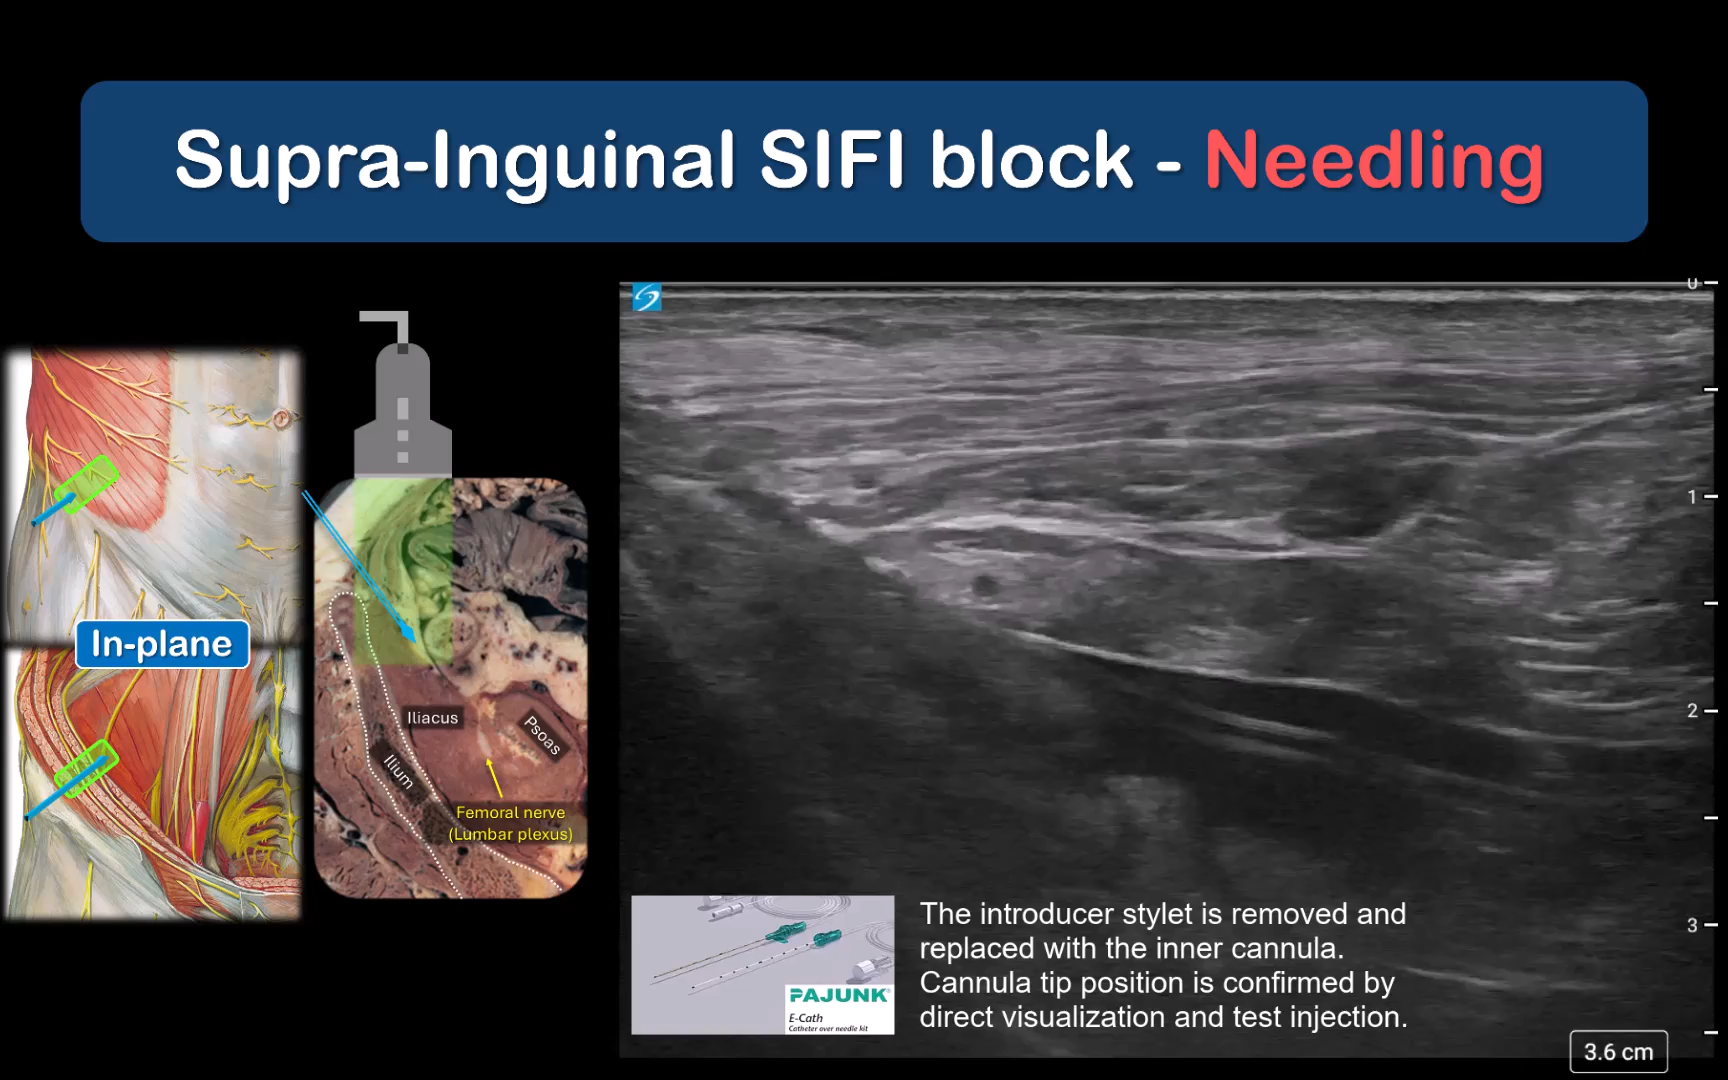 Supra-Inguinal SIFI block - Needling
In-plane
Iliacus
Psoas
Ilium
Femoral nerve
(Lumbar plexus)
0
1
2
3
3.6 cm
PAJUNK®
E-Cath
Catheter over needle kit
The introducer stylet is removed and
replaced with the inner cannula.
Cannula tip position is confirmed by
direct visualization and test injection.